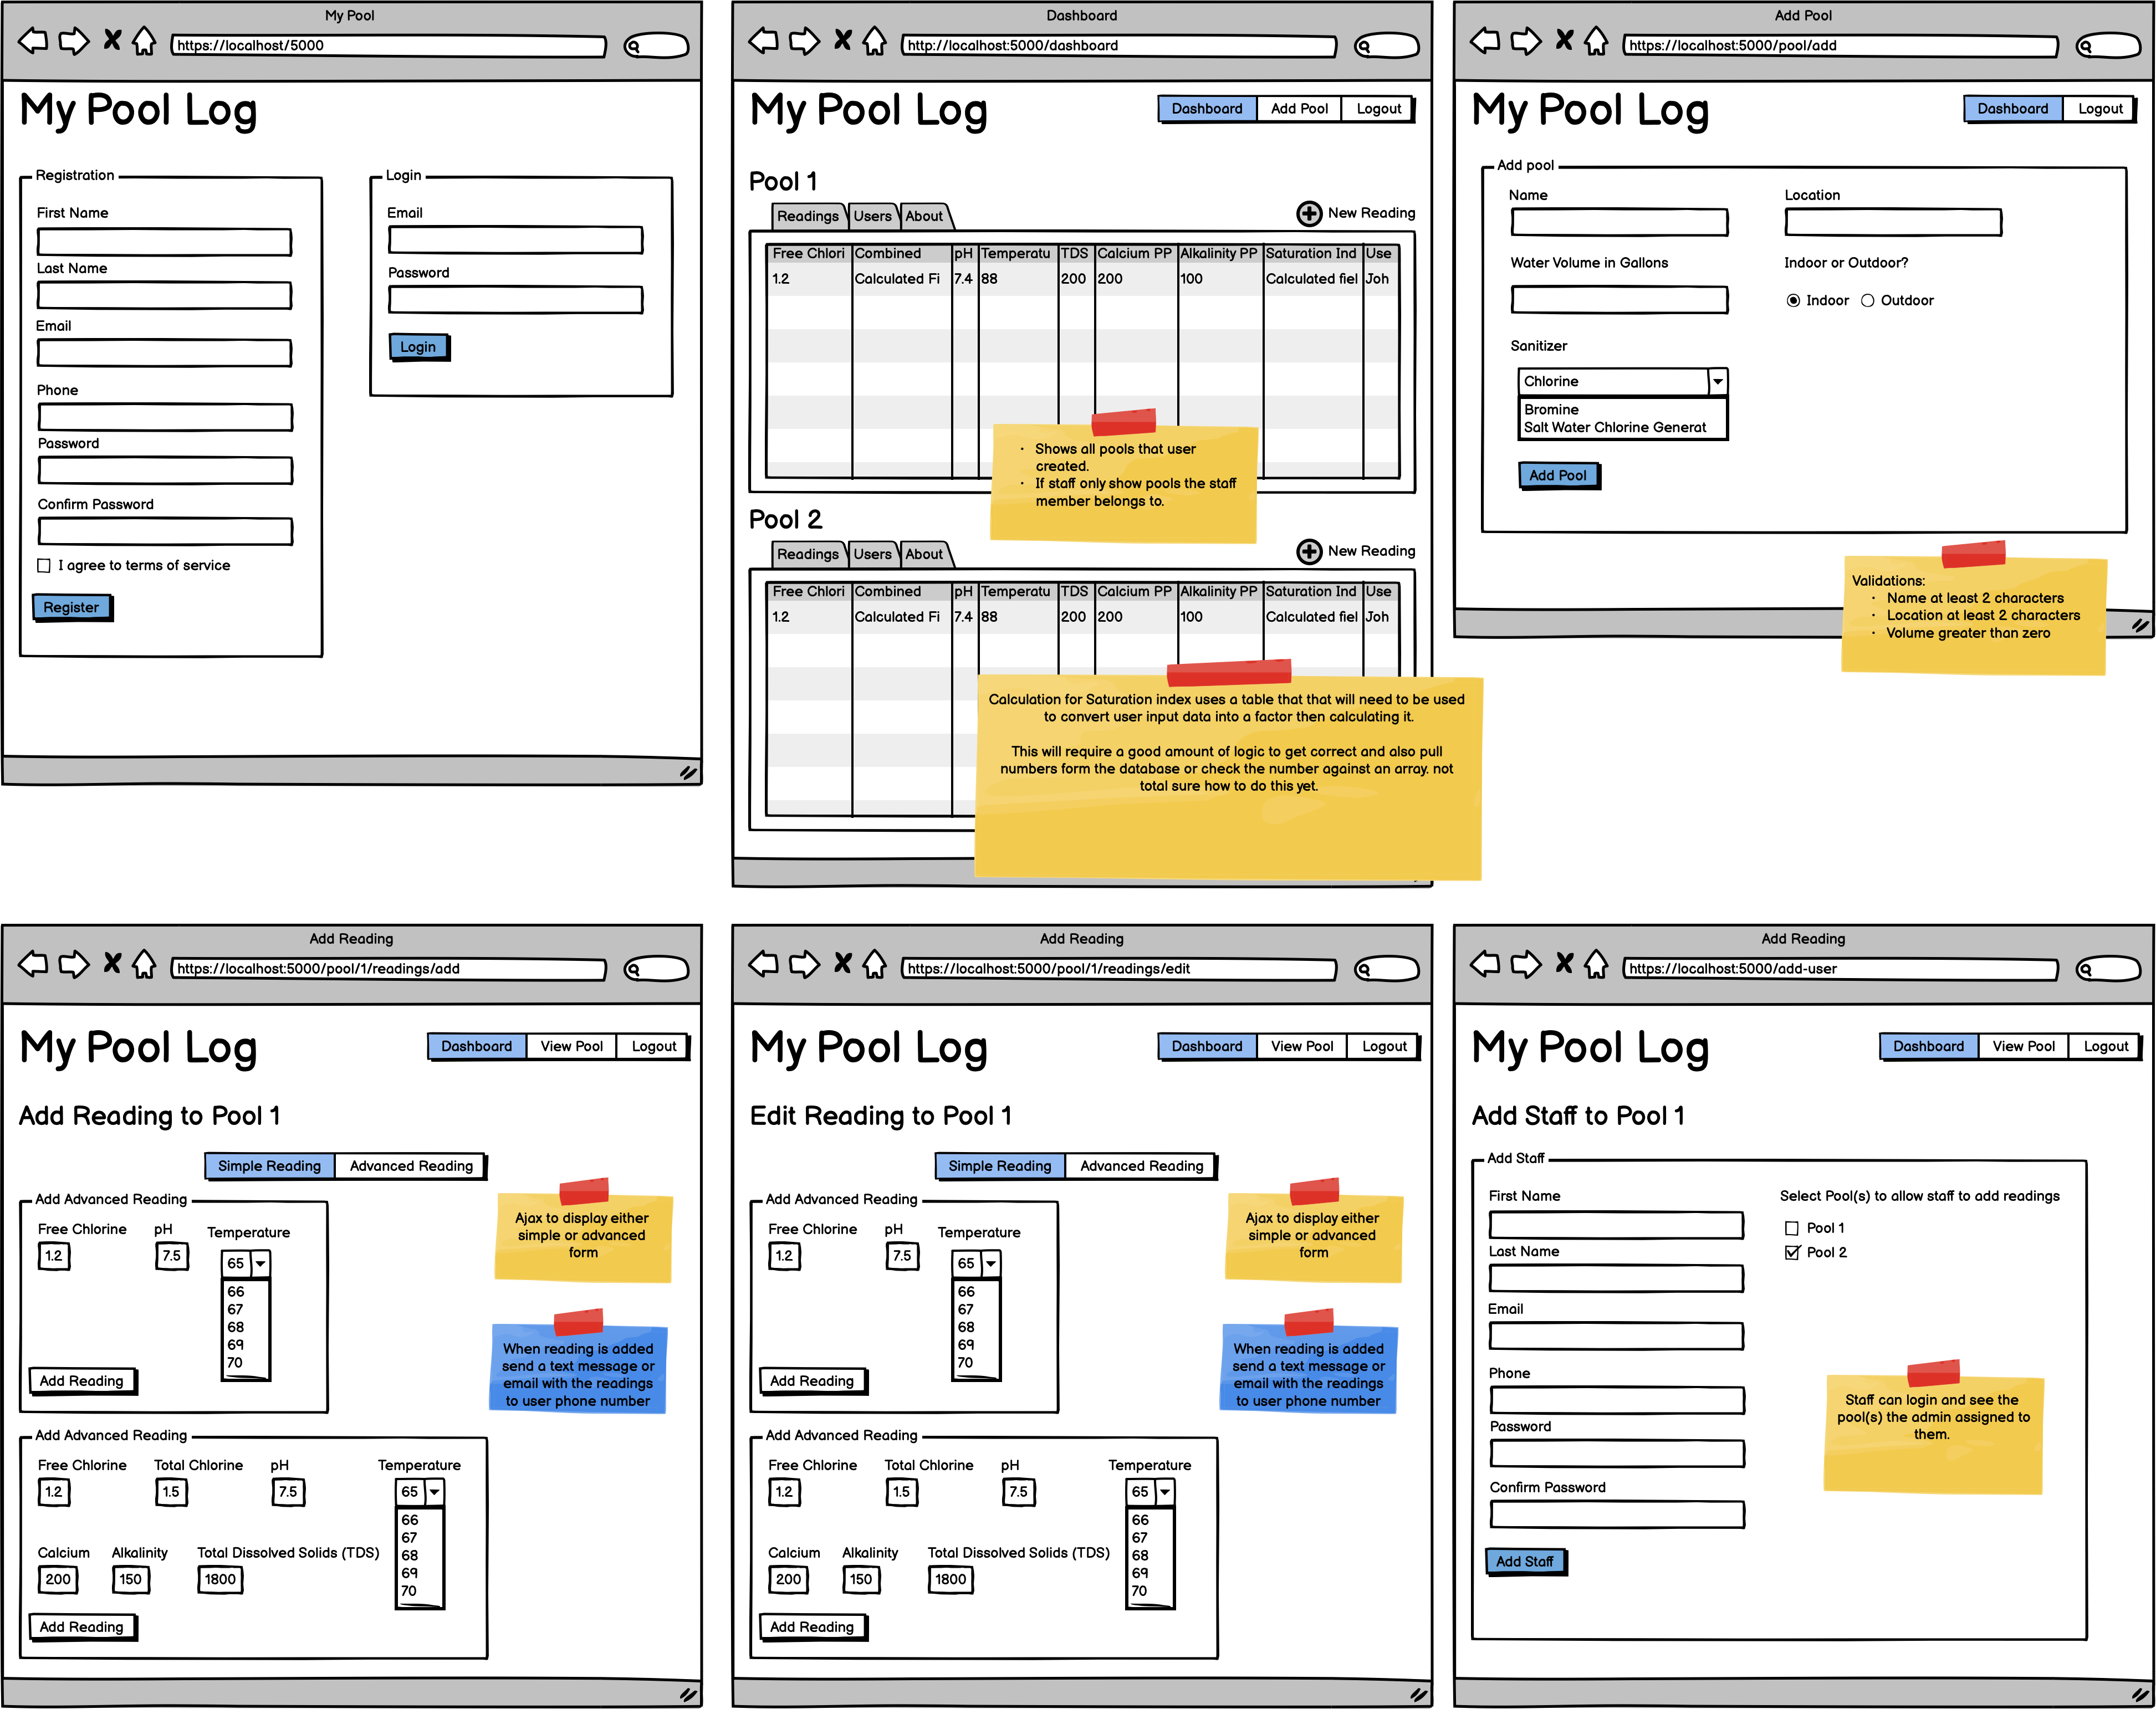 My Pool
https://localhost/5000
My Pool Log
Registration
First Name
Last Name
Email
Phone
Password
Confirm Password
I agree to terms of service
Register
Login
Email
Password
Login
Dashboard
http://localhost:5000/dashboard
My Pool Log
Dashboard Add Pool Logout
Pool 1
Readings Users About
New Reading
Free Chlori Combined pH Temperatu TDS Calcium PP Alkalinity PP Saturation Ind Use
1.2 Calculated Fi 7.4 88 200 200 100 Calculated fiel Joh
· Shows all pools that user
created.
· If staff only show pools the staff
member belongs to.
Pool 2
Readings Users About
New Reading
Free Chlori Combined pH Temperatu TDS Calcium PP Alkalinity PP Saturation Ind Use
1.2 Calculated Fi 7.4 88 200 200 100 Calculated fiel Joh
Calculation for Saturation index uses a table that that will need to be used
to convert user input data into a factor then calculating it.
This will require a good amount of logic to get correct and also pull
numbers form the database or check the number against an array. not
total sure how to do this yet.
Add Pool
https://localhost:5000/pool/add
My Pool Log
Dashboard Logout
Add pool
Name
Location
Water Volume in Gallons
Indoor or Outdoor?
Indoor Outdoor
Sanitizer
Chlorine
Bromine
Salt Water Chlorine Generat
Add Pool
Validations:
· Name at least 2 characters
· Location at least 2 characters
· Volume greater than zero
Add Reading
https://localhost:5000/pool/1/readings/add
My Pool Log
Dashboard View Pool Logout
Add Reading to Pool 1
Simple Reading Advanced Reading
Add Advanced Reading
Free Chlorine pH Temperature
1.2 7.5 65
66
67
68
69
70
Add Reading
Ajax to display either
simple or advanced
form
When reading is added
send a text message or
email with the readings
to user phone number
Add Advanced Reading
Free Chlorine Total Chlorine pH Temperature
1.2 1.5 7.5 65
66
67
68
69
70
Calcium Alkalinity Total Dissolved Solids (TDS)
200 150 1800
Add Reading
Add Reading
https://localhost:5000/pool/1/readings/edit
My Pool Log
Dashboard View Pool Logout
Edit Reading to Pool 1
Simple Reading Advanced Reading
Add Advanced Reading
Free Chlorine pH Temperature
1.2 7.5 65
66
67
68
69
70
Add Reading
Ajax to display either
simple or advanced
form
When reading is added
send a text message or
email with the readings
to user phone number
Add Advanced Reading
Free Chlorine Total Chlorine pH Temperature
1.2 1.5 7.5 65
66
67
68
69
70
Calcium Alkalinity Total Dissolved Solids (TDS)
200 150 1800
Add Reading
Add Reading
https://localhost:5000/add-user
My Pool Log
Dashboard View Pool Logout
Add Staff to Pool 1
Add Staff
First Name
Last Name
Email
Phone
Password
Confirm Password
Add Staff
Select Pool(s) to allow staff to add readings
Pool 1
Pool 2
Staff can login and see the
pool(s) the admin assigned to
them.